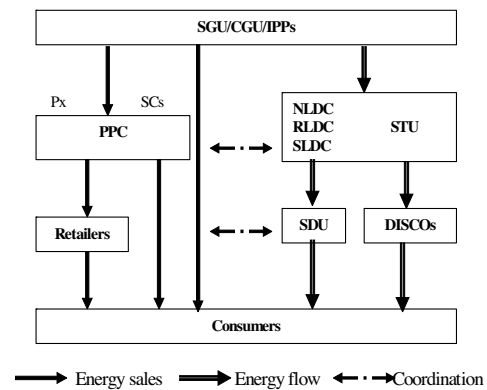 SGU/CGU/IPPs
Px SCs
PPC
NLDC
RLDC STU
SLDC
Retailers
SDU
DISCOs
Consumers
Energy sales Energy flow Coordination